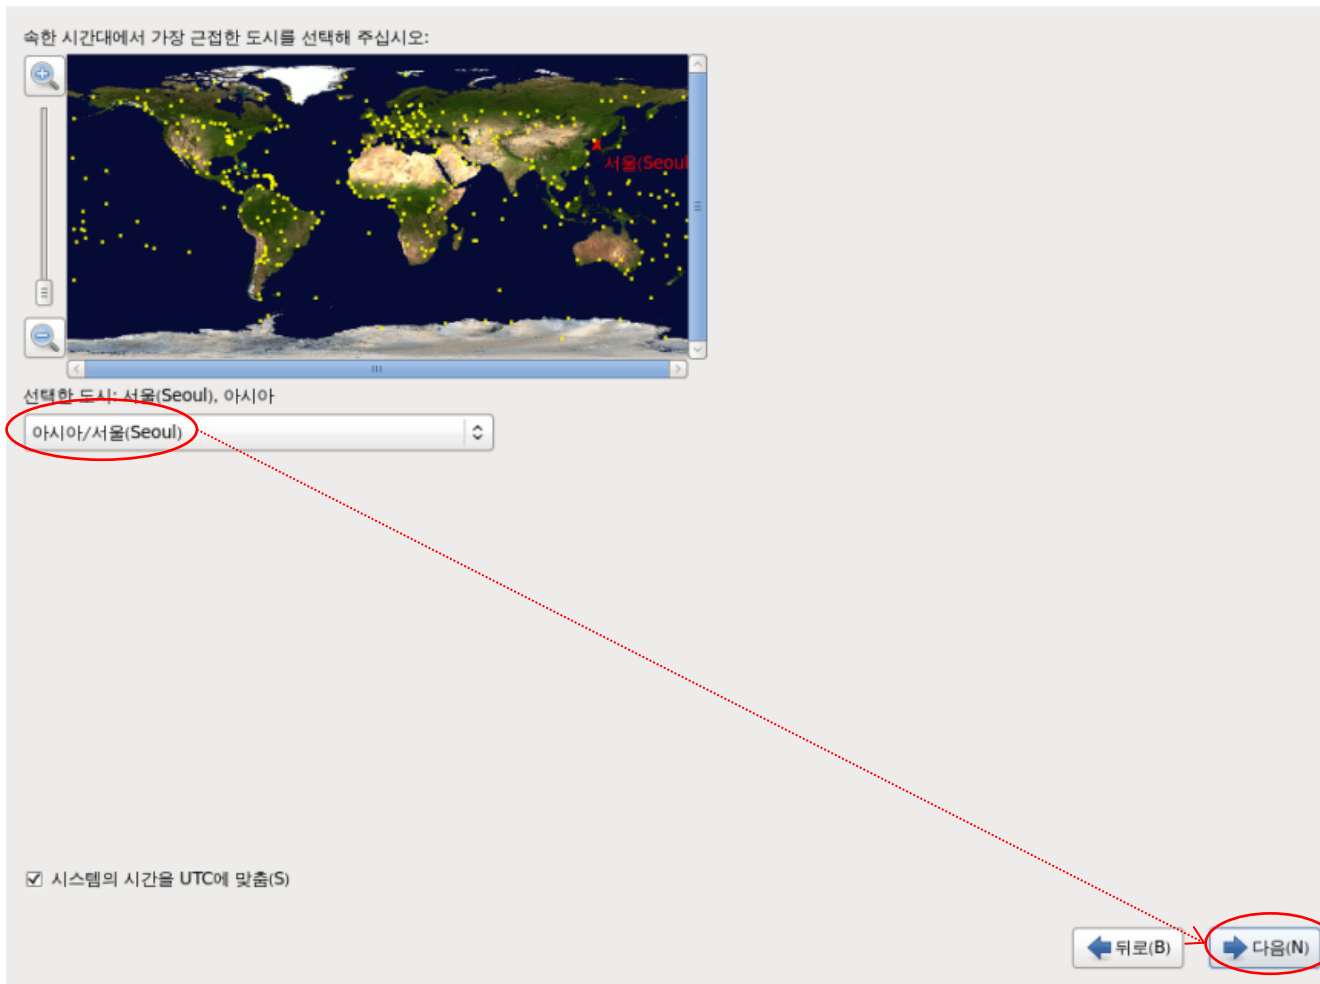 속한 시간대에서 가장 근접한 도시를 선택해 주십시오:
서울(Seoul
선택한 도시: 서울(Seoul), 아시아
아시아/서울(Seoul)
시스템의 시간을 UTC에 맞춤(S)
뒤로(B)
다음(N)